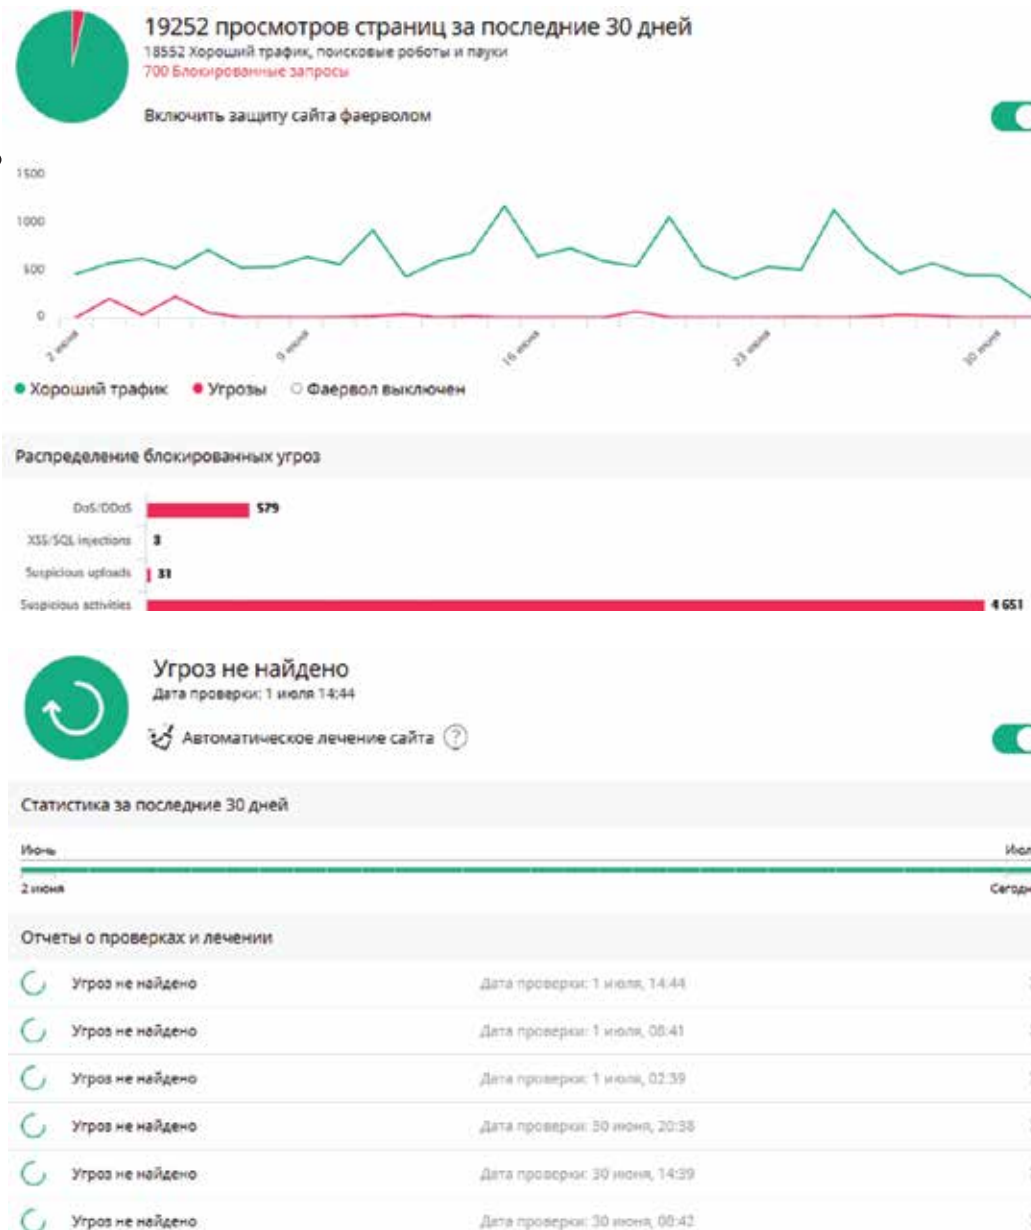 19252 просмотров страниц за последние 30 дней
18552 Хороший трафик, поисковые роботы и пауки
700 Блокированные запросы
Включить защиту сайта фаерволом
1500
1000
500
0
2 июня
9 июня
16 июня
23 июня
30 июня
Хороший трафик
Угрозы
Фаервол выключен
Распределение блокированных угроз
DoS/DDoS
579
XSS/SQL injections
3
Suspicious uploads
31
Suspicious activities
4 651
Угроз не найдено
Дата проверки: 1 июля 14:44
Автоматическое лечение сайта ?
Статистика за последние 30 дней
Июнь
Июл
2 июня
Сегодн
Отчеты о проверках и лечении
Угроз не найдено Дата проверки: 1 июля, 14:44
Угроз не найдено Дата проверки: 1 июля, 08:41
Угроз не найдено Дата проверки: 1 июля, 02:39
Угроз не найдено Дата проверки: 30 июня, 20:38
Угроз не найдено Дата проверки: 30 июня, 14:39
Угроз не найдено Дата проверки: 30 июня, 08:42